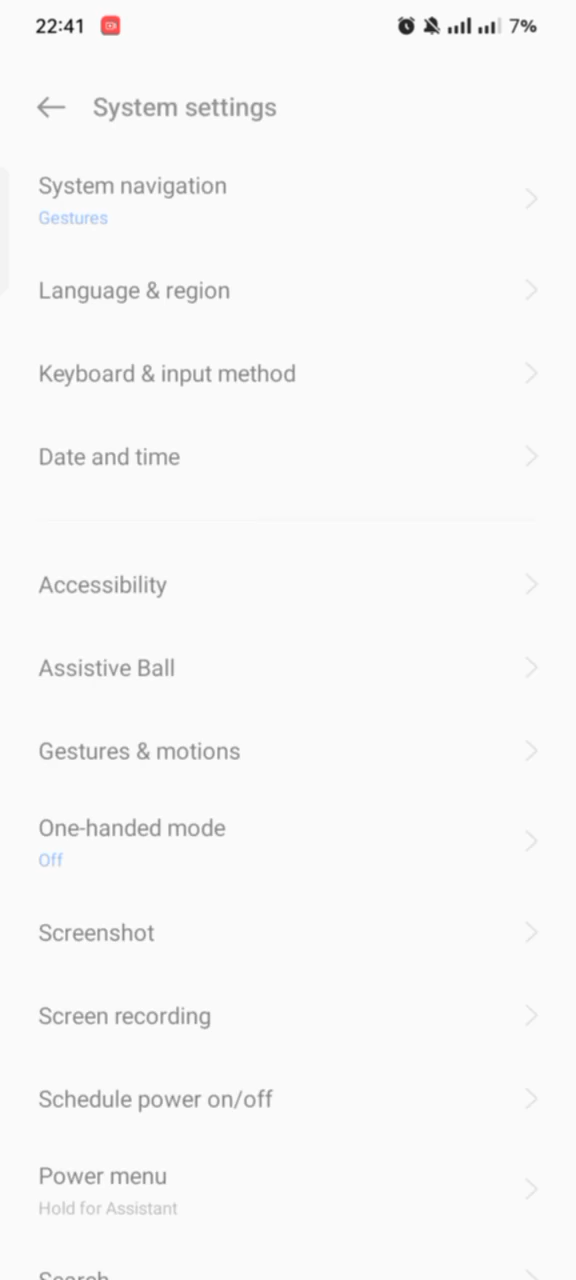 22:41
7%
System settings
System navigation
Gestures
Language & region
Keyboard & input method
Date and time
Accessibility
Assistive Ball
Gestures & motions
One-handed mode
Off
Screenshot
Screen recording
Schedule power on/off
Power menu
Hold for Assistant
Search